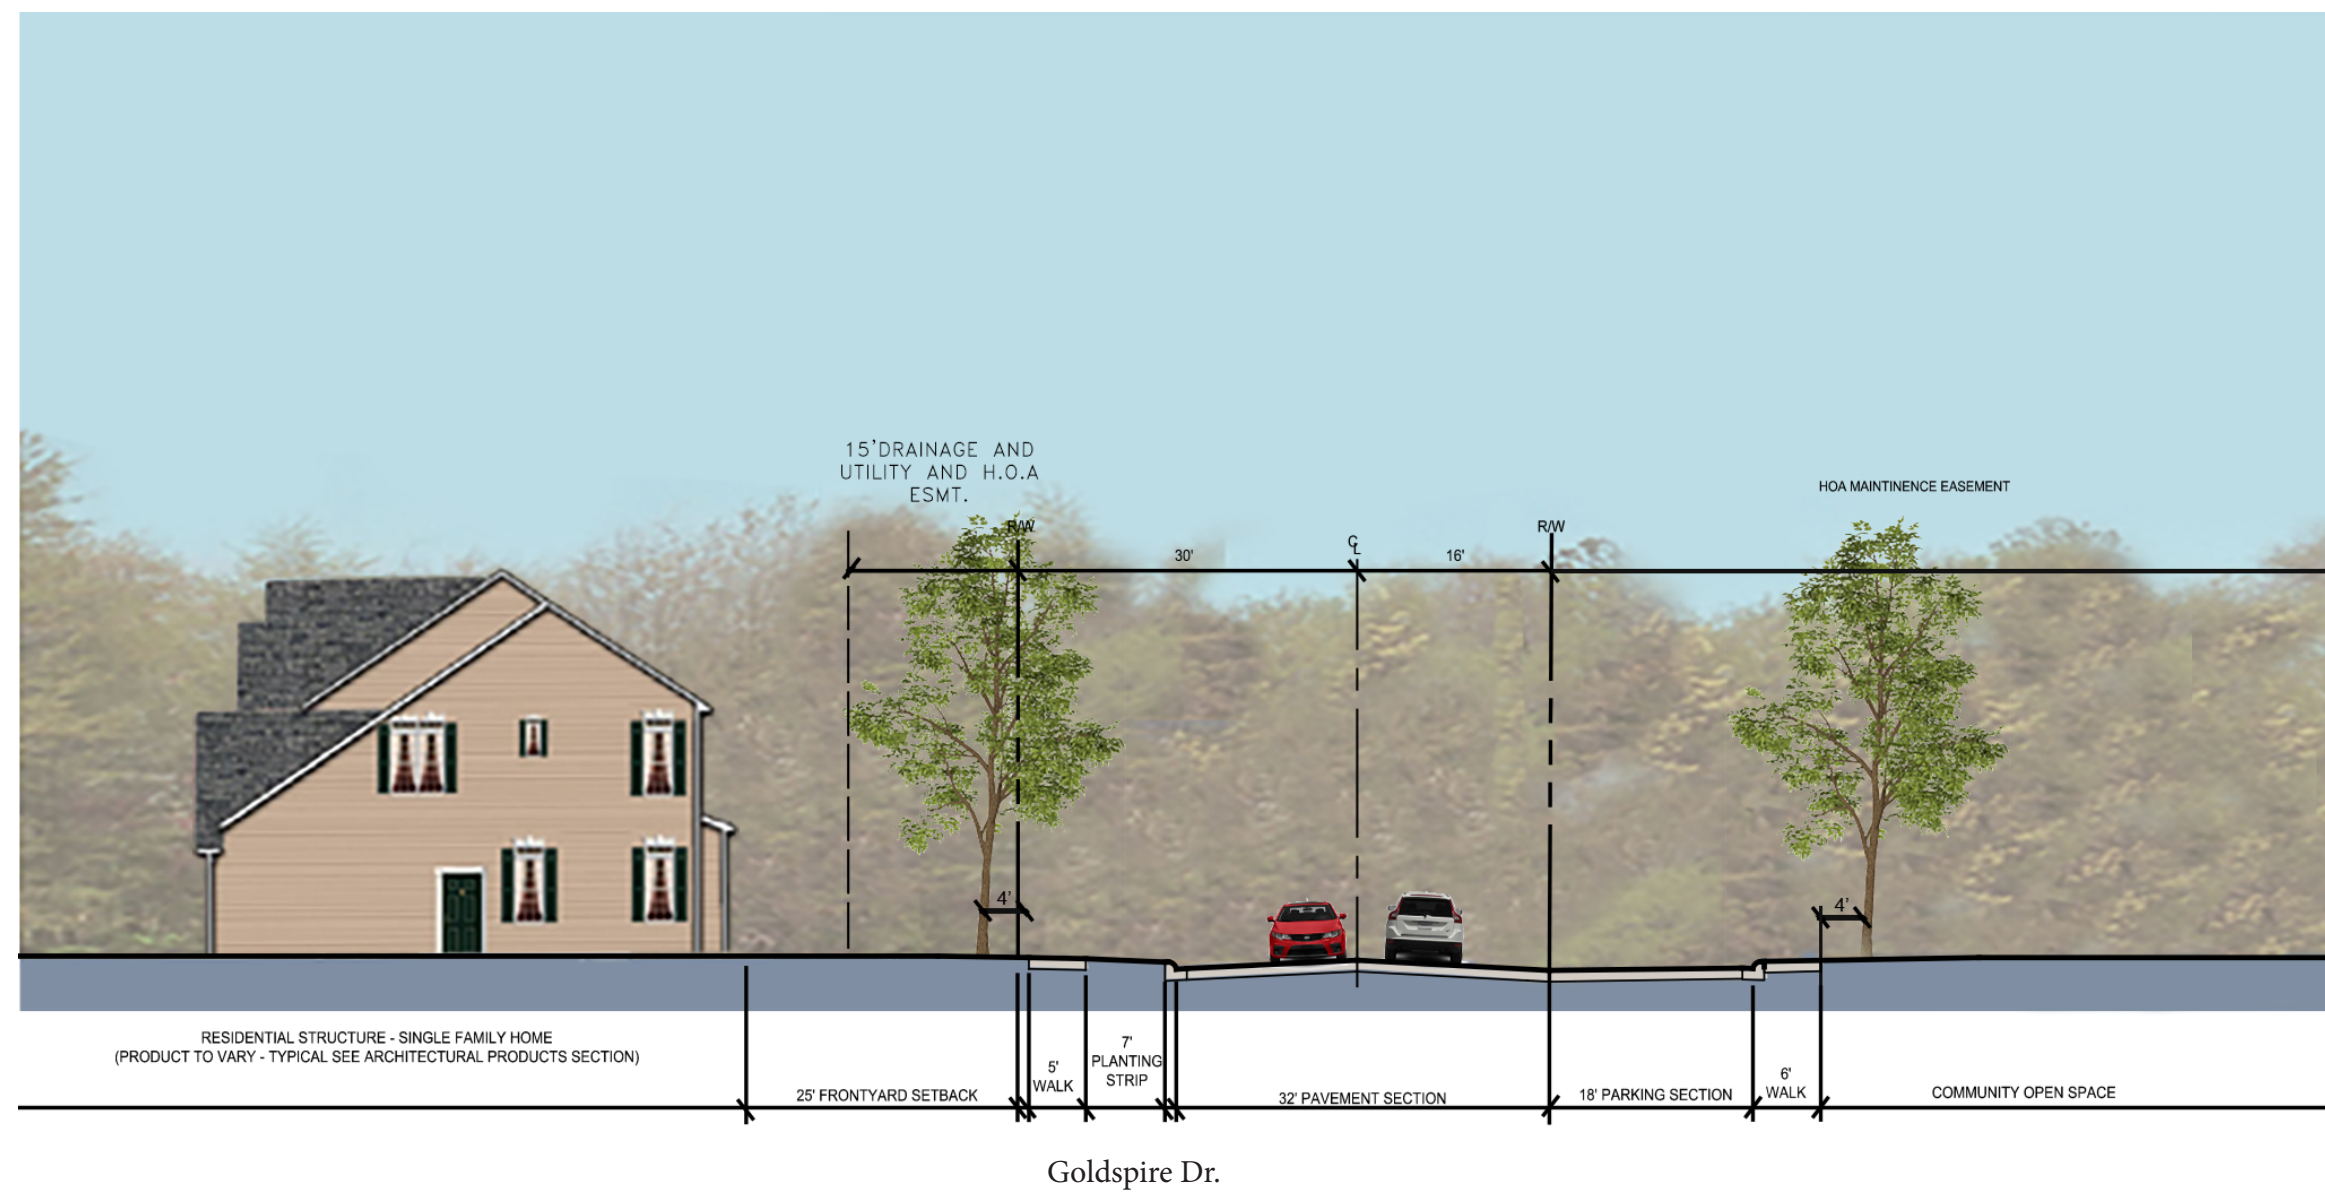 15'DRAINAGE AND
UTILITY AND H.O.A
ESMT.
HOA MAINTINENCE EASEMENT
R/W
R/W
30'
CL
16'
4'
4'
RESIDENTIAL STRUCTURE - SINGLE FAMILY HOME
(PRODUCT TO VARY - TYPICAL SEE ARCHITECTURAL PRODUCTS SECTION)
25' FRONTYARD SETBACK
5'
WALK
7'
PLANTING
STRIP
32' PAVEMENT SECTION
18' PARKING SECTION
6'
WALK
COMMUNITY OPEN SPACE
Goldspire Dr.